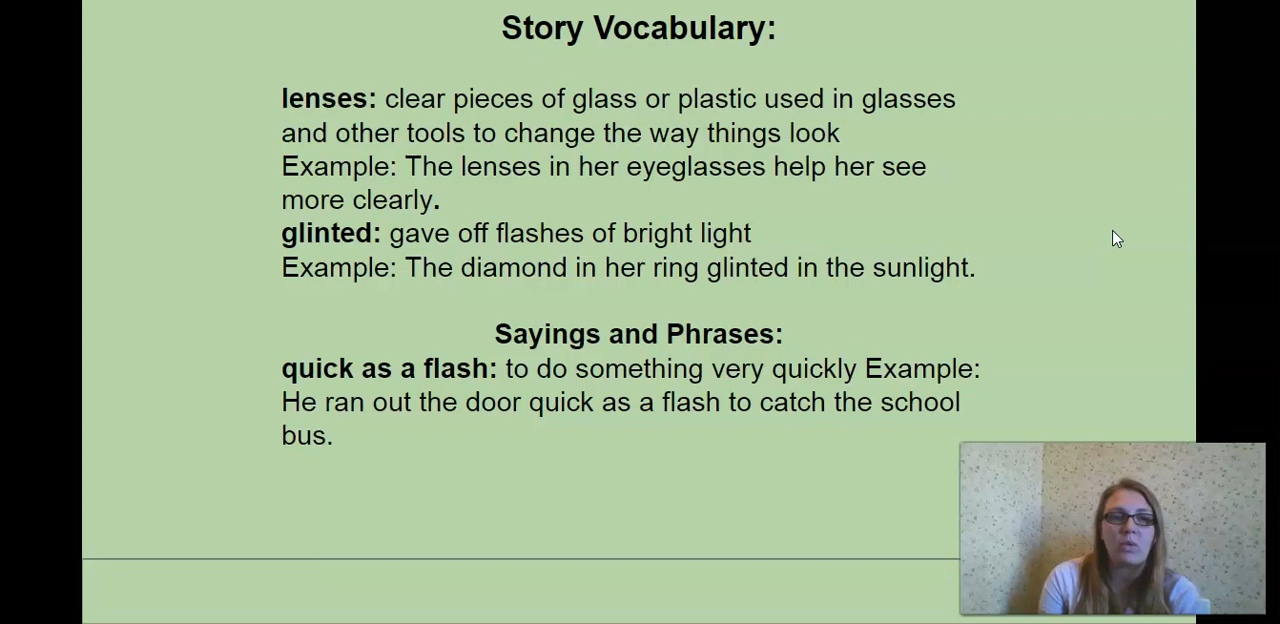 Story Vocabulary:
lenses: clear pieces of glass or plastic used in glasses
and other tools to change the way things look
Example: The lenses in her eyeglasses help her see
more clearly.
glinted: gave off flashes of bright light
Example: The diamond in her ring glinted in the sunlight.
Sayings and Phrases:
quick as a flash: to do something very quickly Example:
He ran out the door quick as a flash to catch the school
bus.